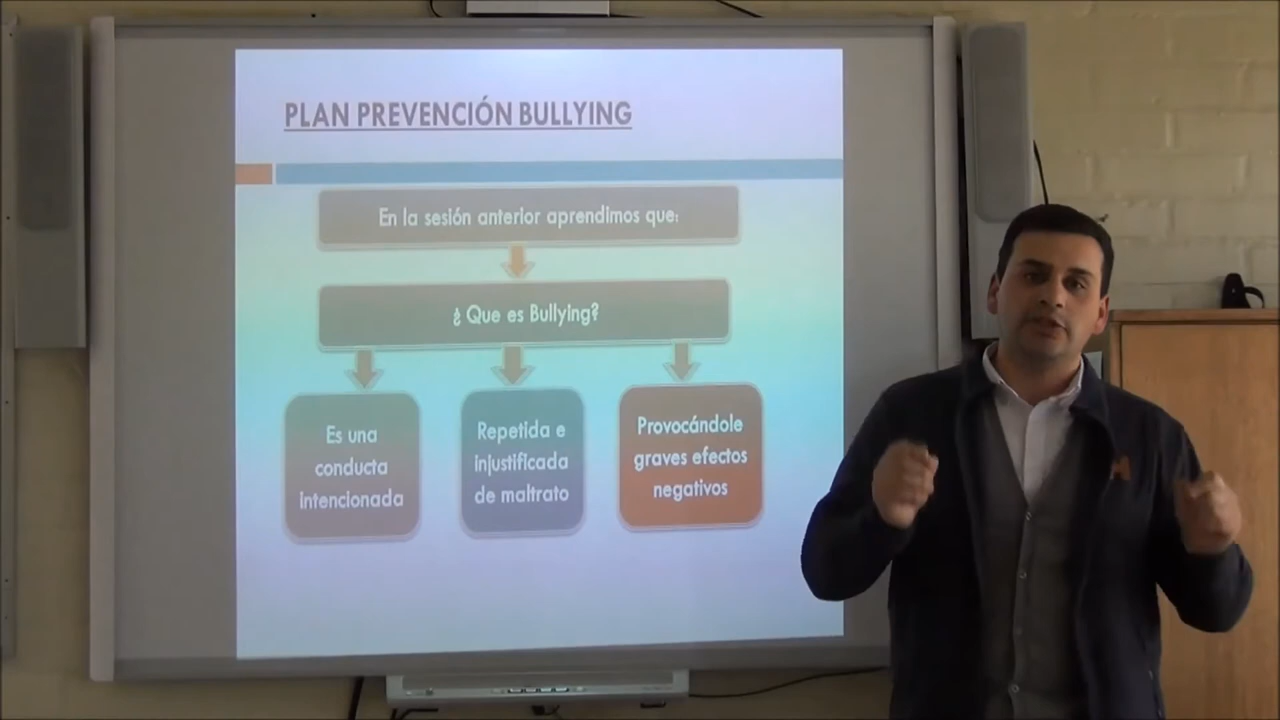 PLAN PREVENCIÓN BULLYING
En la sesión anterior aprendimos que:
¿ Que es Bullying?
Es una
conducta
intencionada
Repetida e
injustificada
de maltrato
Provocándole
graves efectos
negativos